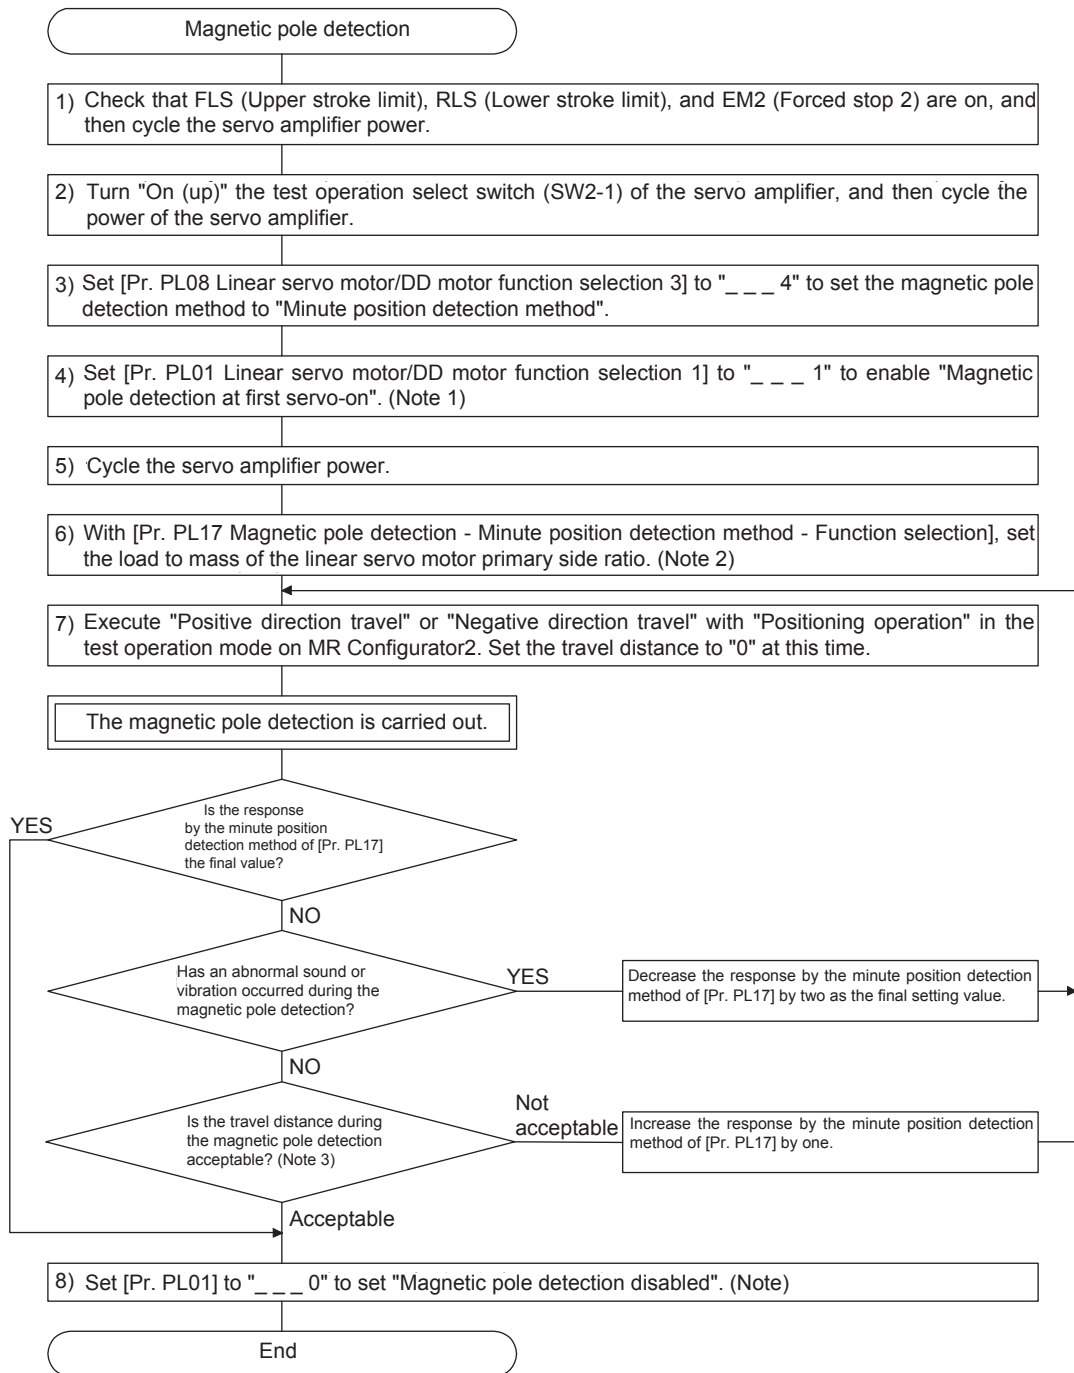 Magnetic pole detection
1) Check that FLS (Upper stroke limit), RLS (Lower stroke limit), and EM2 (Forced stop 2) are on, and
then cycle the servo amplifier power.
2) Turn "On (up)" the test operation select switch (SW2-1) of the servo amplifier, and then cycle the
power of the servo amplifier.
3) Set [Pr. PL08 Linear servo motor/DD motor function selection 3] to "_ _ _ 4" to set the magnetic pole
detection method to "Minute position detection method".
4) Set [Pr. PL01 Linear servo motor/DD motor function selection 1] to "_ _ _ 1" to enable "Magnetic
pole detection at first servo-on". (Note 1)
5) Cycle the servo amplifier power.
6) With [Pr. PL17 Magnetic pole detection - Minute position detection method - Function selection], set
the load to mass of the linear servo motor primary side ratio. (Note 2)
7) Execute "Positive direction travel" or "Negative direction travel" with "Positioning operation" in the
test operation mode on MR Configurator2. Set the travel distance to "0" at this time.
The magnetic pole detection is carried out.
YES
Is the response
by the minute position
detection method of [Pr. PL17]
the final value?
NO
Has an abnormal sound or
vibration occurred during the
magnetic pole detection?
YES
Decrease the response by the minute position detection
method of [Pr. PL17] by two as the final setting value.
NO
Is the travel distance during
the magnetic pole detection
acceptable? (Note 3)
Not
acceptable
Increase the response by the minute position detection
method of [Pr. PL17] by one.
Acceptable
8) Set [Pr. PL01] to "_ _ _ 0" to set "Magnetic pole detection disabled". (Note)
End